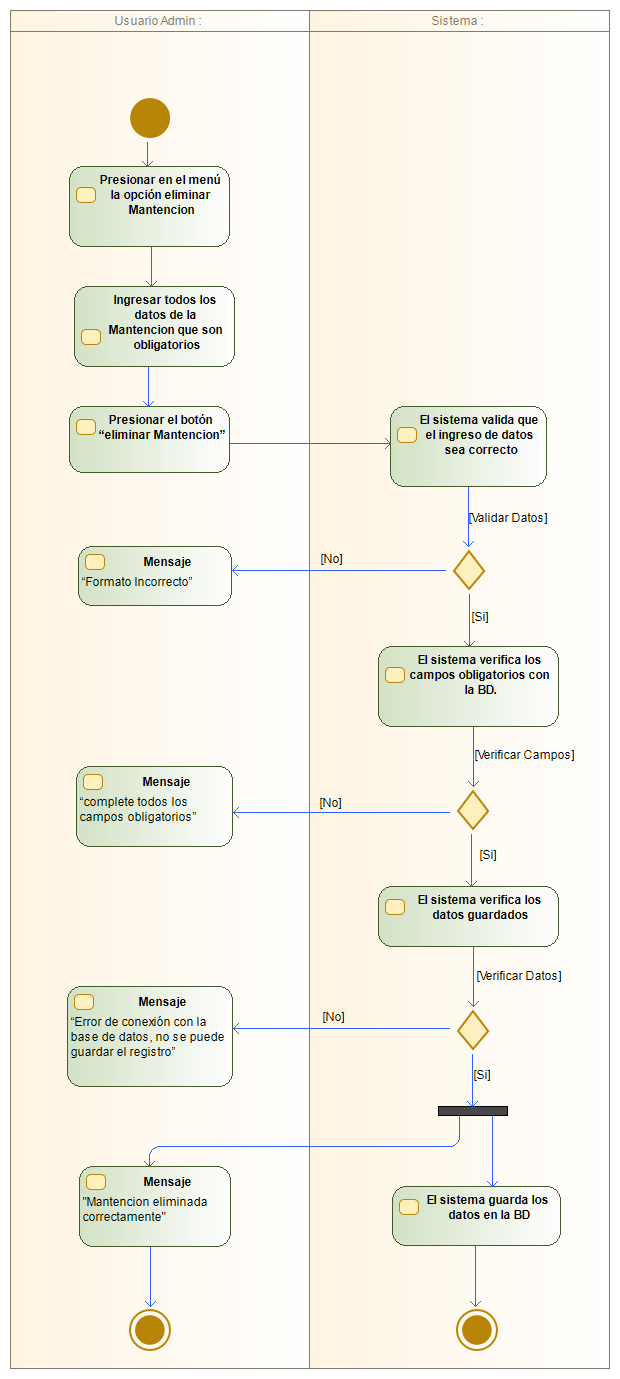 Usuario Admin :
Sistema :
Presionar en el menú
la opción eliminar
Mantencion
Ingresar todos los
datos de la
Mantencion que son
obligatorios
Presionar el botón
“eliminar Mantencion”
El sistema valida que
el ingreso de datos
sea correcto
[Validar Datos]
[No]
Mensaje
“Formato Incorrecto”
[Si]
El sistema verifica los
campos obligatorios con
la BD.
[Verificar Campos]
[No]
Mensaje
“complete todos los
campos obligatorios”
[Si]
El sistema verifica los
datos guardados
[Verificar Datos]
[No]
Mensaje
“Error de conexión con la
base de datos, no se puede
guardar el registro”
[Si]
Mensaje
"Mantencion eliminada
correctamente"
El sistema guarda los
datos en la BD